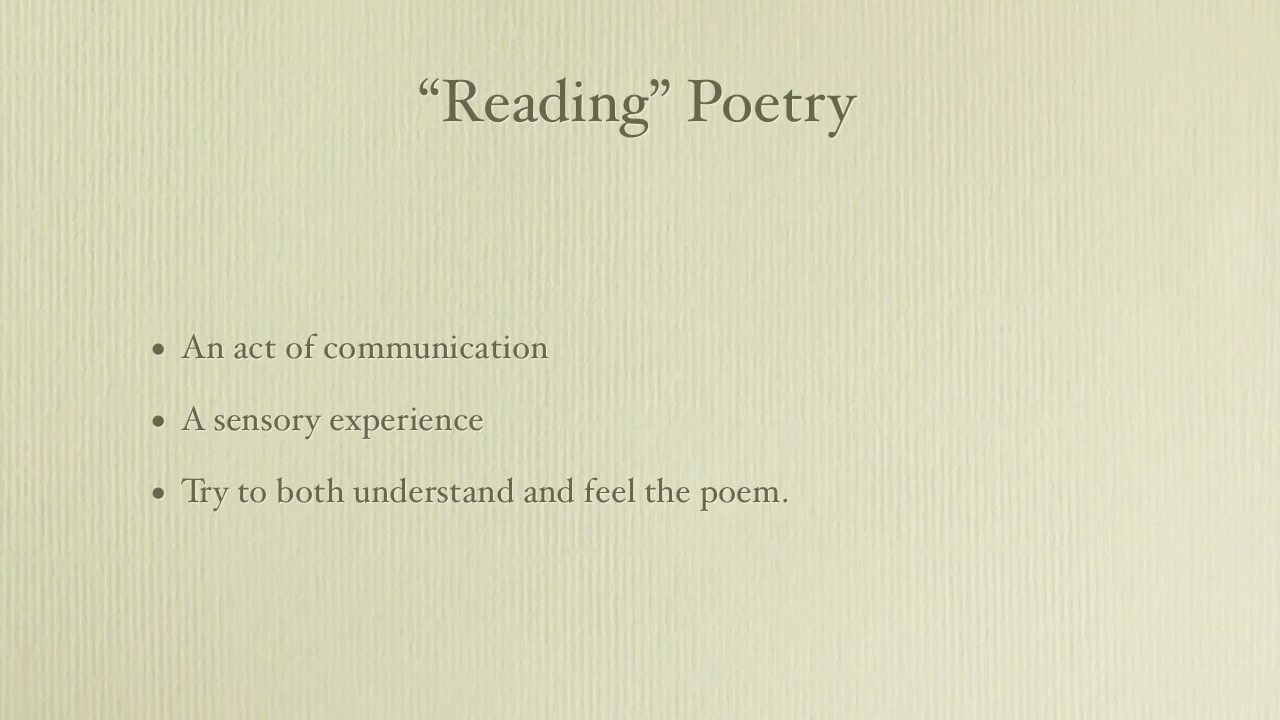 “Reading” Poetry
• An act of communication
• A sensory experience
• Try to both understand and feel the poem.